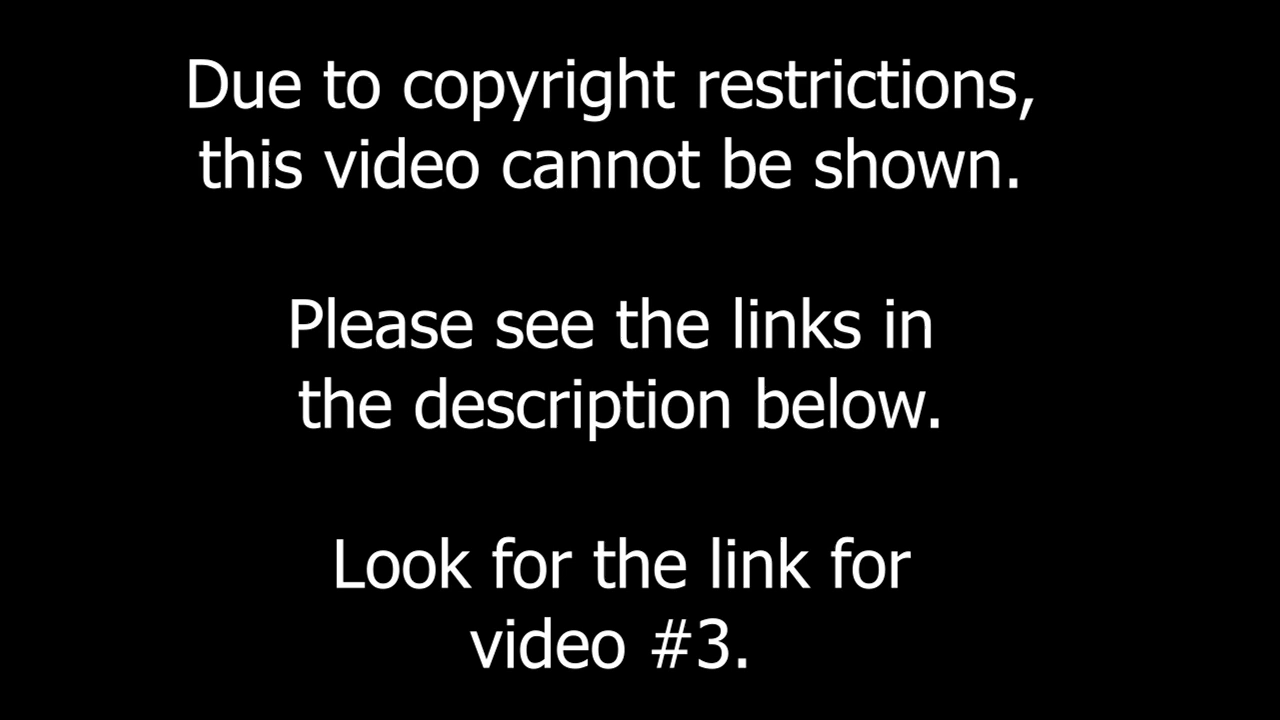 Due to copyright restrictions,
this video cannot be shown.
Please see the links in
the description below.
Look for the link for
video #3.